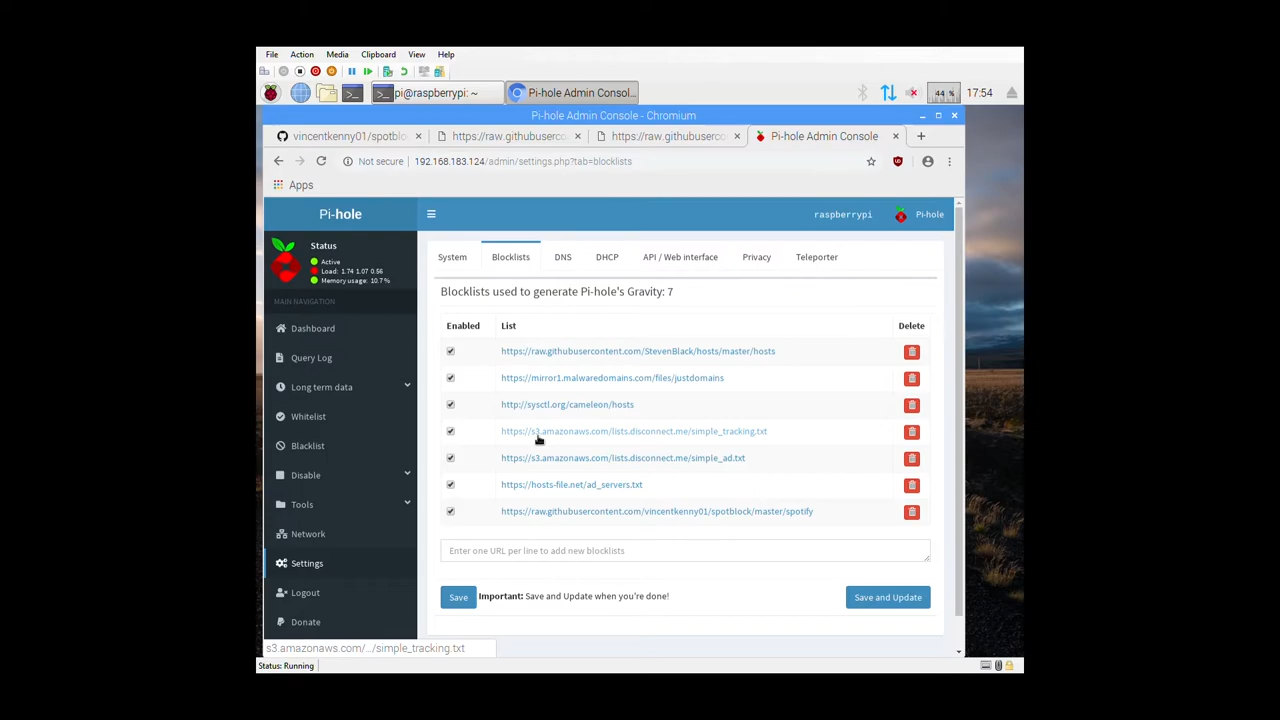 File Action Media Clipboard View Help
pi@raspberrypi: ~ Pi-hole Admin Consol... 44 % 17:54
Pi-hole Admin Console - Chromium
vincentkenny01/spotblo × https://raw.githubuserco × https://raw.githubuserco × Pi-hole Admin Console × +
Not secure 192.168.183.124/admin/settings.php?tab=blocklists
Apps
Pi-hole raspberrypi Pi-hole
Status
Active
Load: 1.74 1.07 0.56
Memory usage: 10.7 %
MAIN NAVIGATION
Dashboard
Query Log
Long term data
Whitelist
Blacklist
Disable
Tools
Network
Settings
Logout
Donate
System Blocklists DNS DHCP API / Web interface Privacy Teleporter
Blocklists used to generate Pi-hole's Gravity: 7
Enabled List Delete
https://raw.githubusercontent.com/StevenBlack/hosts/master/hosts
https://mirror1.malwaredomains.com/files/justdomains
http://sysctl.org/cameleon/hosts
https://s3.amazonaws.com/lists.disconnect.me/simple_tracking.txt
https://s3.amazonaws.com/lists.disconnect.me/simple_ad.txt
https://hosts-file.net/ad_servers.txt
https://raw.githubusercontent.com/vincentkenny01/spotblock/master/spotify
Enter one URL per line to add new blocklists
Save Important: Save and Update when you're done! Save and Update
s3.amazonaws.com/.../simple_tracking.txt
Status: Running